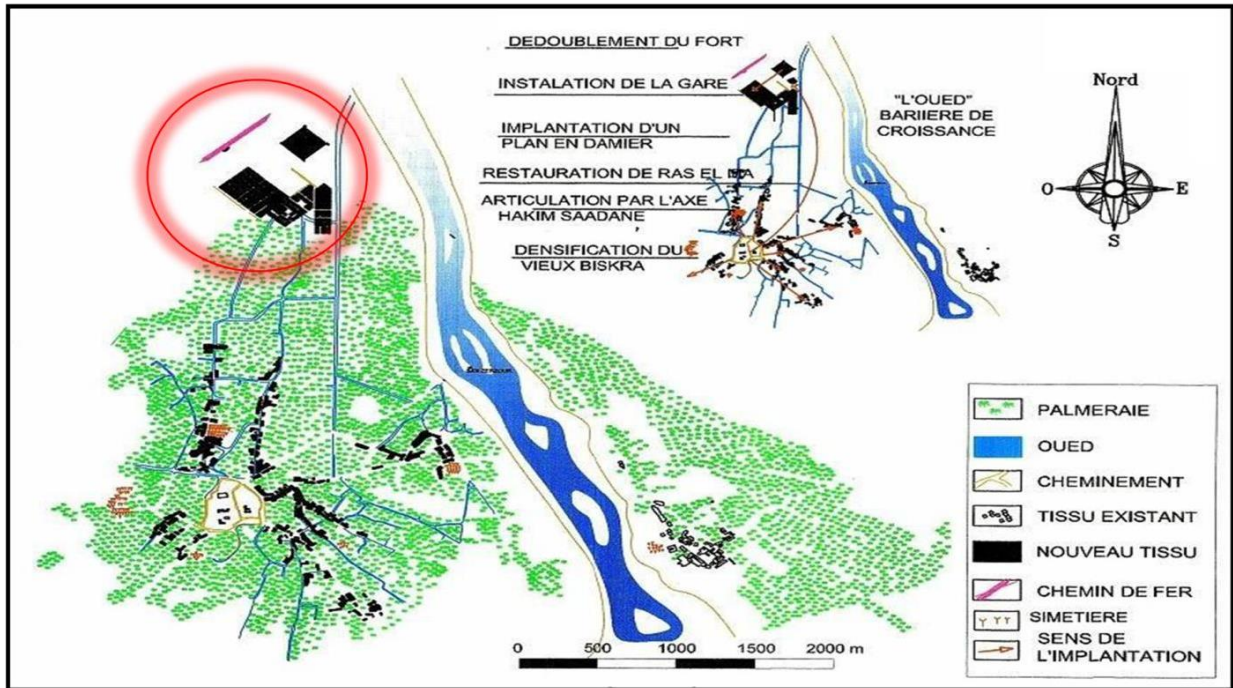 DEDOUBLEMENT DU FORT
INSTALATION DE LA GARE
IMPLANTATION D'UN
PLAN EN DAMIER
RESTAURATION DE RAS EL MA
ARTICULATION PAR L'AXE
HAKIM SAADANE
DENSIFICATION DU
VIEUX BISKRA
"L'OUED"
BARIIERE DE
CROISSANCE
Nord
O
E
S
PALMERAIE
OUED
CHEMINEMENT
TISSU EXISTANT
NOUVEAU TISSU
CHEMIN DE FER
SIMETIERE
SENS DE
L'IMPLANTATION
0 500 1000 1500 2000 m